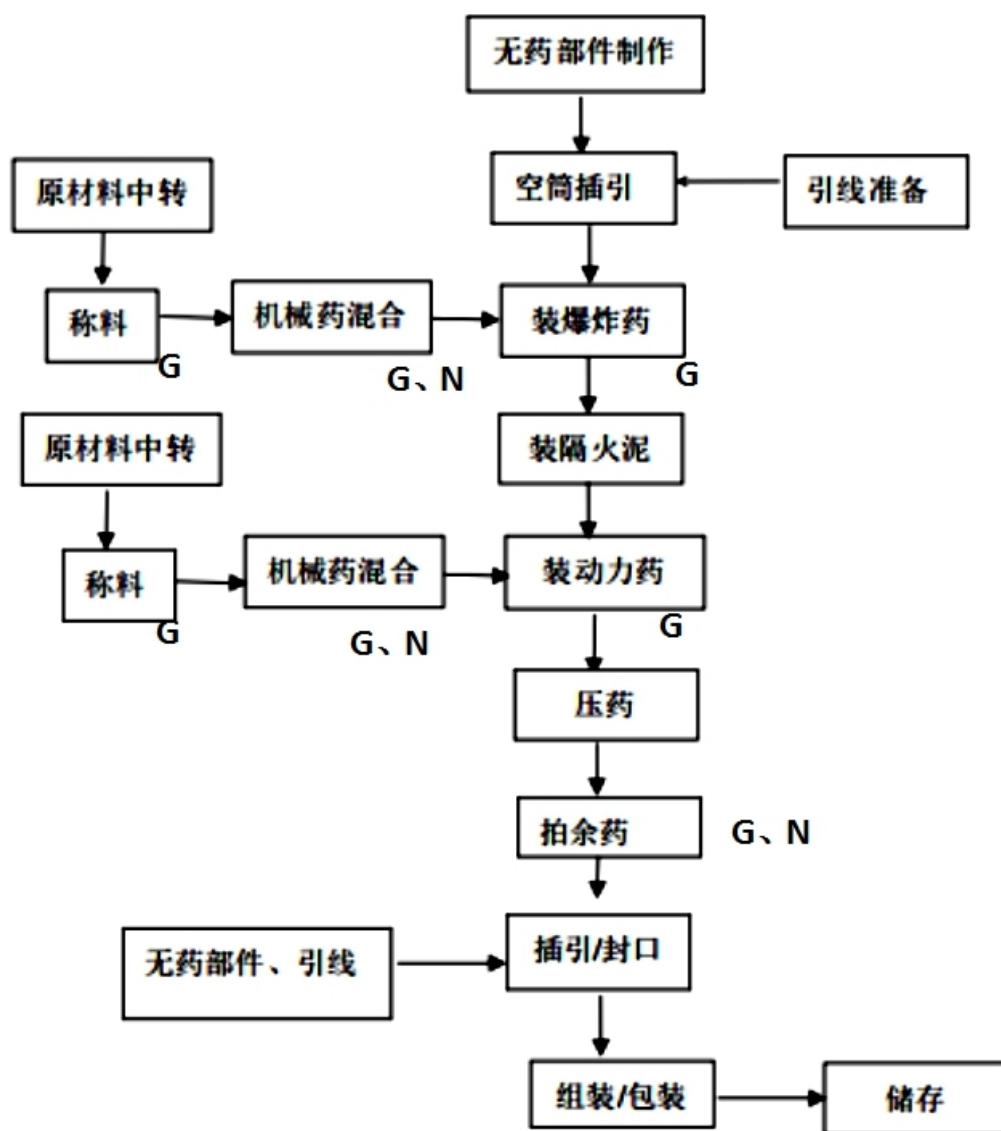 无药部件制作
原材料中转
空筒插引
引线准备
称料
G
机械药混合
G、N
装爆炸药
G
原材料中转
装隔火泥
称料
G
机械药混合
G、N
装动力药
G
压药
拍余药
G、N
无药部件、引线
插引/封口
组装/包装
储存